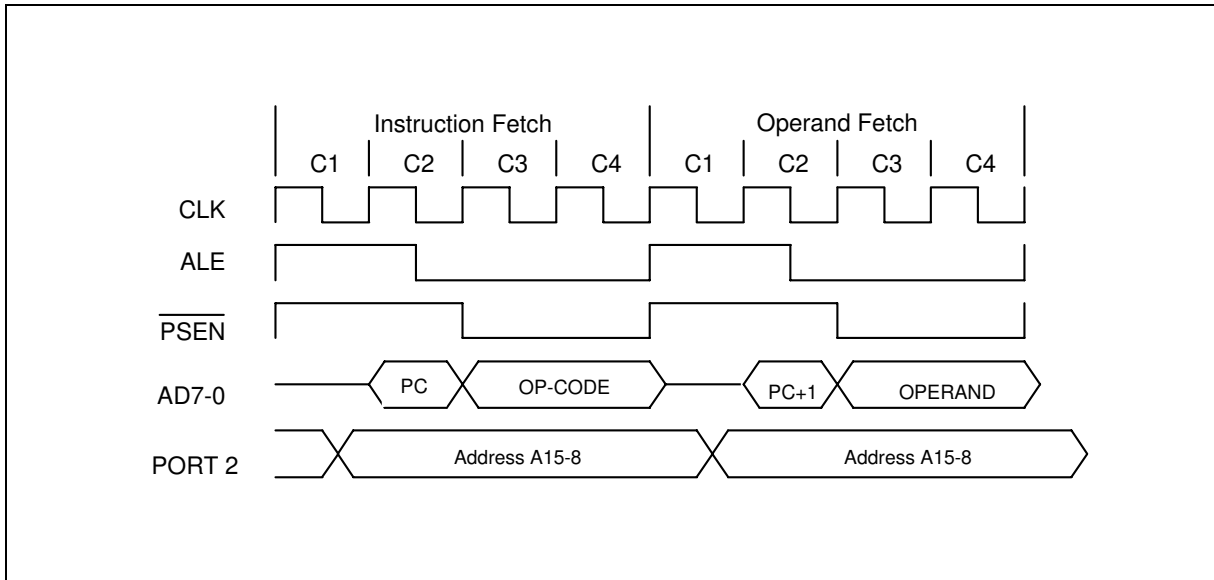 Instruction Fetch Operand Fetch
C1 C2 C3 C4 C1 C2 C3 C4
CLK
ALE
PSEN
AD7-0 PC OP-CODE PC+1 OPERAND
PORT 2 Address A15-8 Address A15-8